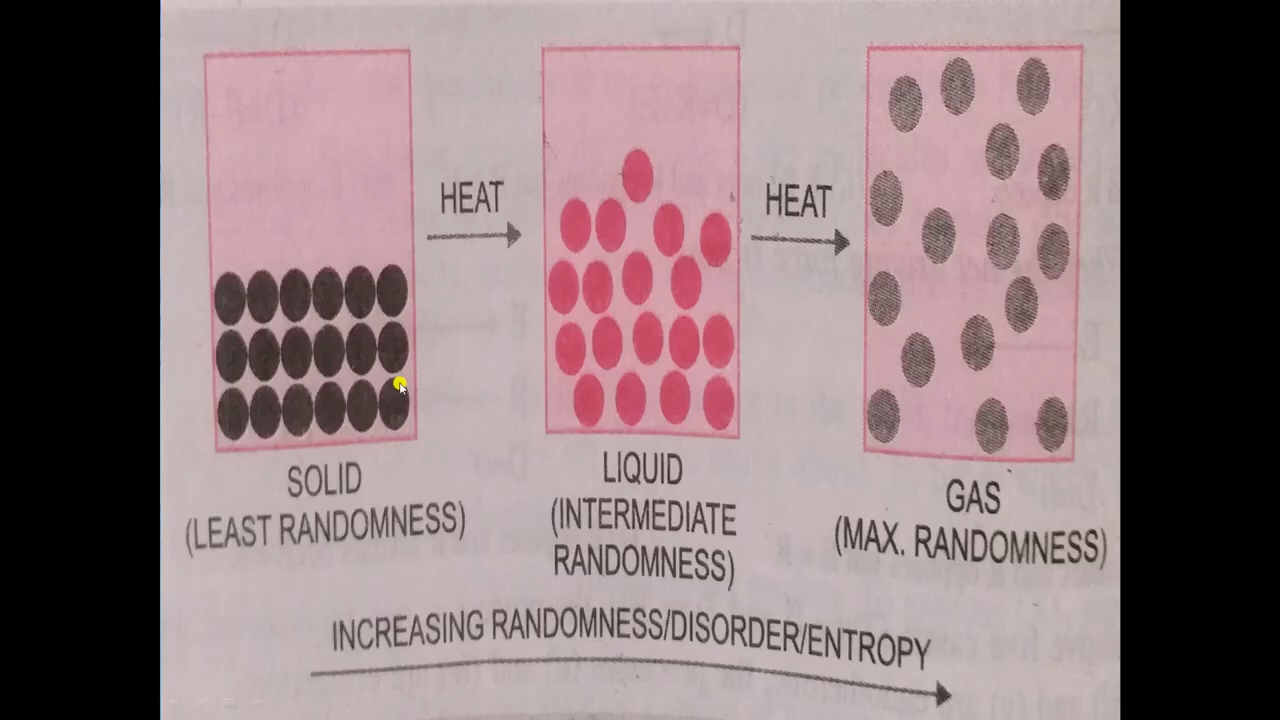 HEAT
HEAT
SOLID
(LEAST RANDOMNESS)
LIQUID
(INTERMEDIATE
RANDOMNESS)
GAS
(MAX. RANDOMNESS)
INCREASING RANDOMNESS/DISORDER/ENTROPY